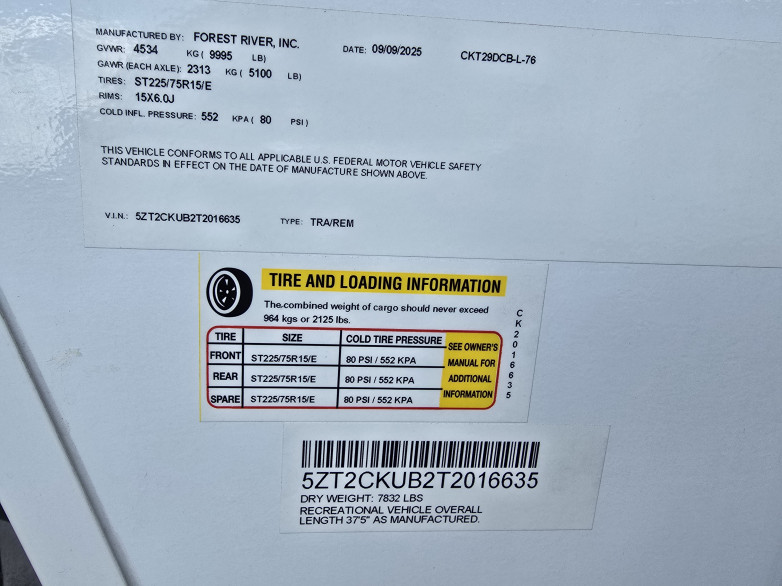 MANUFACTURED BY: FOREST RIVER, INC. DATE: 09/09/2025 CKT29DCB-L-76
GVWR: 4534 KG ( 9995 LB)
GAWR (EACH AXLE): 2313 KG ( 5100 LB)
TIRES: ST225/75R15/E
RIMS: 15X6.0J
COLD INFL. PRESSURE: 552 KPA ( 80 PSI )
THIS VEHICLE CONFORMS TO ALL APPLICABLE U.S. FEDERAL MOTOR VEHICLE SAFETY
STANDARDS IN EFFECT ON THE DATE OF MANUFACTURE SHOWN ABOVE.
V.I.N.: 5ZT2CKUB2T2016635 TYPE: TRA/REM
TIRE AND LOADING INFORMATION
The combined weight of cargo should never exceed
964 kgs or 2125 lbs.
TIRE SIZE COLD TIRE PRESSURE
FRONT ST225/75R15/E 80 PSI / 552 KPA
REAR ST225/75R15/E 80 PSI / 552 KPA
SPARE ST225/75R15/E 80 PSI / 552 KPA
SEE OWNER'S
MANUAL FOR
ADDITIONAL
INFORMATION
CK2016635
5ZT2CKUB2T2016635
DRY WEIGHT: 7832 LBS
RECREATIONAL VEHICLE OVERALL
LENGTH 37'5" AS MANUFACTURED.